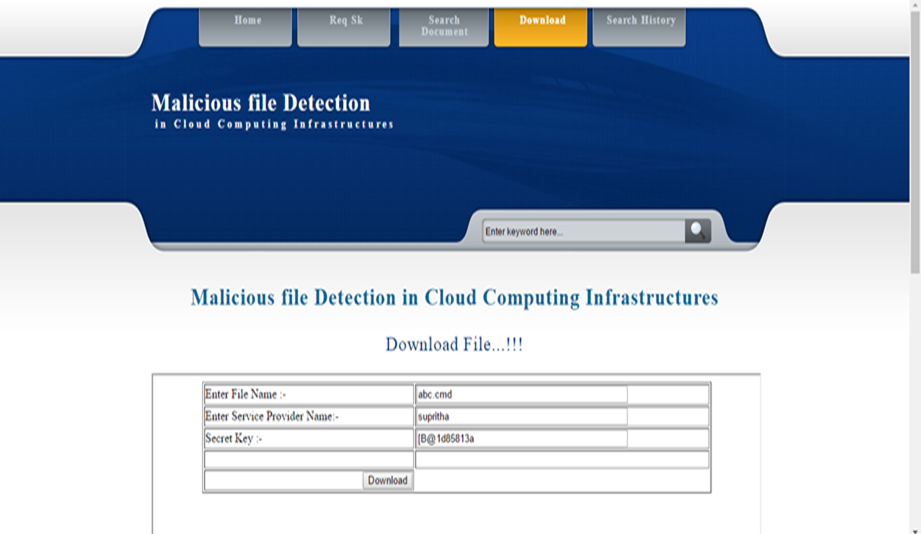 Home
Req Sk
Search
Document
Download
Search History
Malicious file Detection
in Cloud Computing Infrastructures
Enter keyword here...
Malicious file Detection in Cloud Computing Infrastructures
Download File...!!!
Enter File Name :- abc.cmd
Enter Service Provider Name:- supritha
Secret Key :- [B@1d85813a
Download